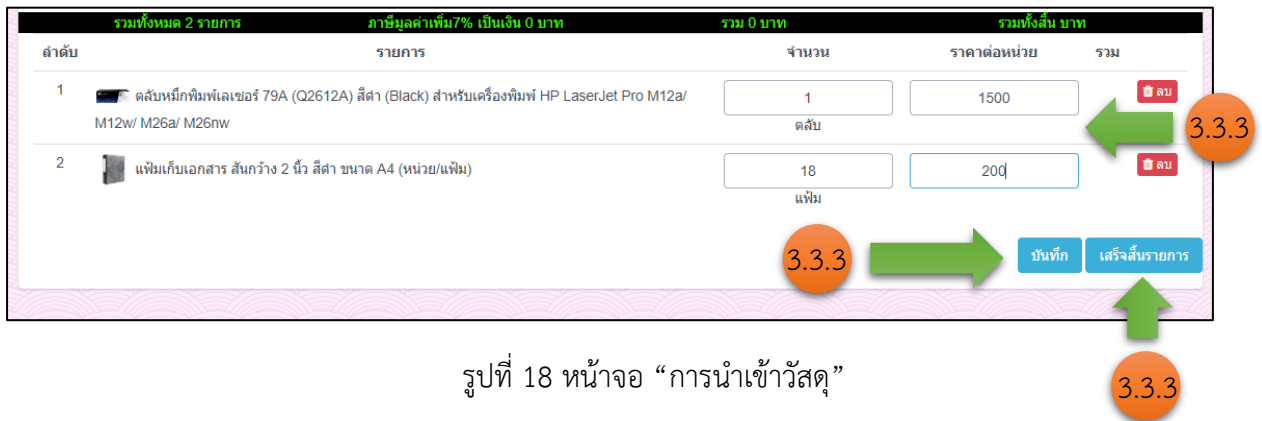 รวมทั้งหมด 2 รายการ ภาษีมูลค่าเพิ่ม7% เป็นเงิน 0 บาท รวม 0 บาท รวมทั้งสิ้น บาท
ลำดับ รายการ จำนวน ราคาต่อหน่วย รวม
1 ตลับหมึกพิมพ์เลเซอร์ 79A (Q2612A) สีดำ (Black) สำหรับเครื่องพิมพ์ HP LaserJet Pro M12a/ 1 1500 ลบ
M12w/ M26a/ M26nw ตลับ 3.3.3
2 แฟ้มเก็บเอกสาร สันกว้าง 2 นิ้ว สีดำ ขนาด A4 (หน่วย/แฟ้ม) 18 200 ลบ
แฟ้ม
3.3.3 บันทึก เสร็จสิ้นรายการ
รูปที่ 18 หน้าจอ “การนำเข้าวัสดุ”
3.3.3